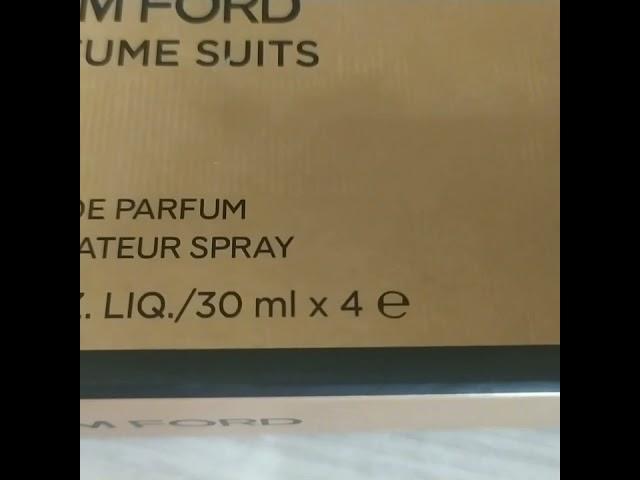 M FORD
UME SUITS
DE PARFUM
ATEUR SPRAY
Z. LIQ./30 ml x 4 ℮
M FORD